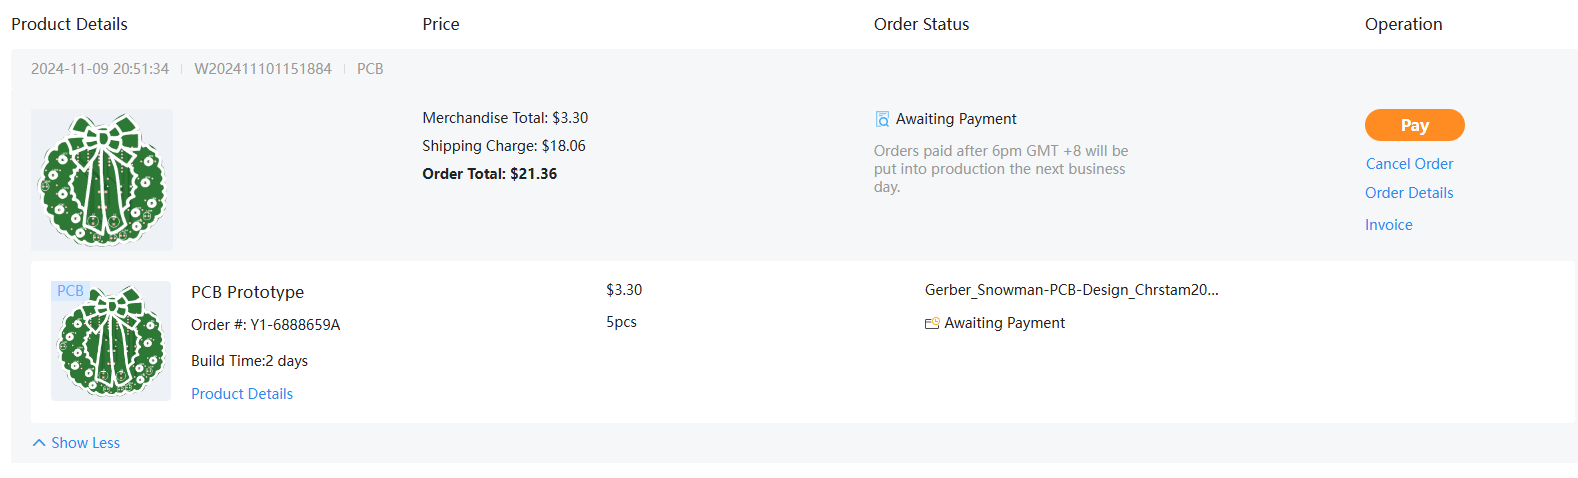 Product Details Price Order Status Operation
2024-11-09 20:51:34 W202411101151884 PCB
Merchandise Total: $3.30
Shipping Charge: $18.06
Order Total: $21.36
Awaiting Payment
Orders paid after 6pm GMT +8 will be
put into production the next business
day.
Pay
Cancel Order
Order Details
Invoice
PCB
PCB Prototype
Order #: Y1-6888659A
Build Time:2 days
Product Details
$3.30
5pcs
Gerber_Snowman-PCB-Design_Chrstam20...
Awaiting Payment
Show Less